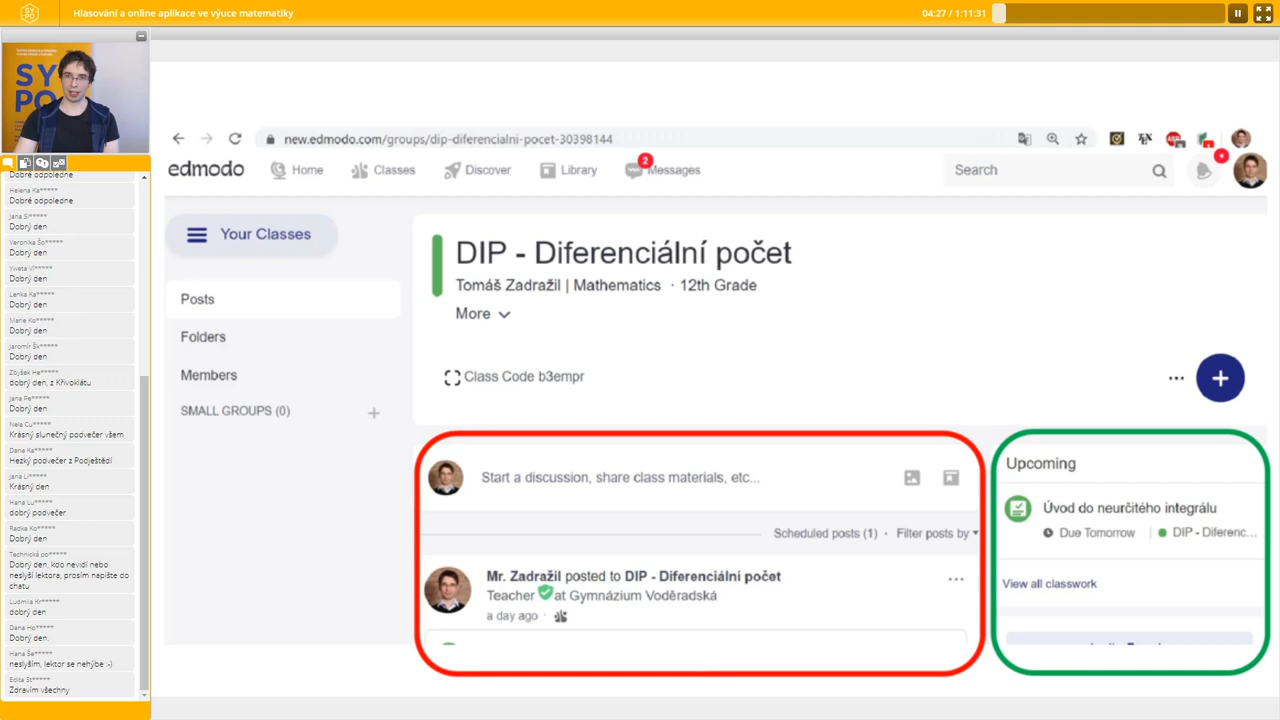 Hlasování a online aplikace ve výuce matematiky
04:27 / 1:11:31
SY
PO
SY
PO
Dobré odpoledne
Helena Ka*****
Dobré odpoledne
Jana Sl*****
Dobrý den
Veronika Šo*****
Dobrý den
Yweta Vi*****
Dobrý den
Lenka Ka*****
Dobrý den
Marie Ko*****
Dobrý den
Jaromír Šk*****
Dobrý den
Zbyšek He*****
dobrý den, z Křivoklátu
Jana Pe*****
Dobrý den
Nela Cu*****
Krásný slunečný podvečer všem
Dana Ka*****
Hezký podvečer z Podještědí
Jana Li*****
Krásný den
Hana Lu*****
dobrý podvečer
Radka Ko*****
Dobrý den
Technická po*****
Dobrý den, kdo nevidí nebo
neslyší lektora, prosím napište do
chatu
Ludmila Kr*****
dobrý den
Dana Ho*****
Dobrý den.
Hana Še*****
neslyším, lektor se nehýbe :-)
Edita St*****
Zdravím všechny
new.edmodo.com/groups/dip-diferencialni-pocet-30398144
edmodo
Home
Classes
Discover
Library
2
Messages
Search
Your Classes
Posts
Folders
Members
SMALL GROUPS (0)
DIP - Diferenciální počet
Tomáš Zadražil | Mathematics · 12th Grade
More
Class Code b3empr
Start a discussion, share class materials, etc...
Scheduled posts (1) · Filter posts by
Mr. Zadražil posted to DIP - Diferenciální počet
Teacher at Gymnázium Voděradská
a day ago ·
Upcoming
Úvod do neurčitého integrálu
Due Tomorrow | DIP - Diferenc...
View all classwork